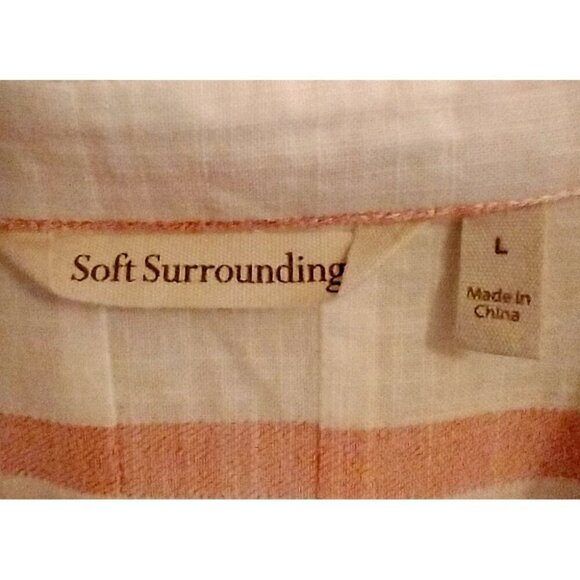 Soft Surrounding
L
Made in
China